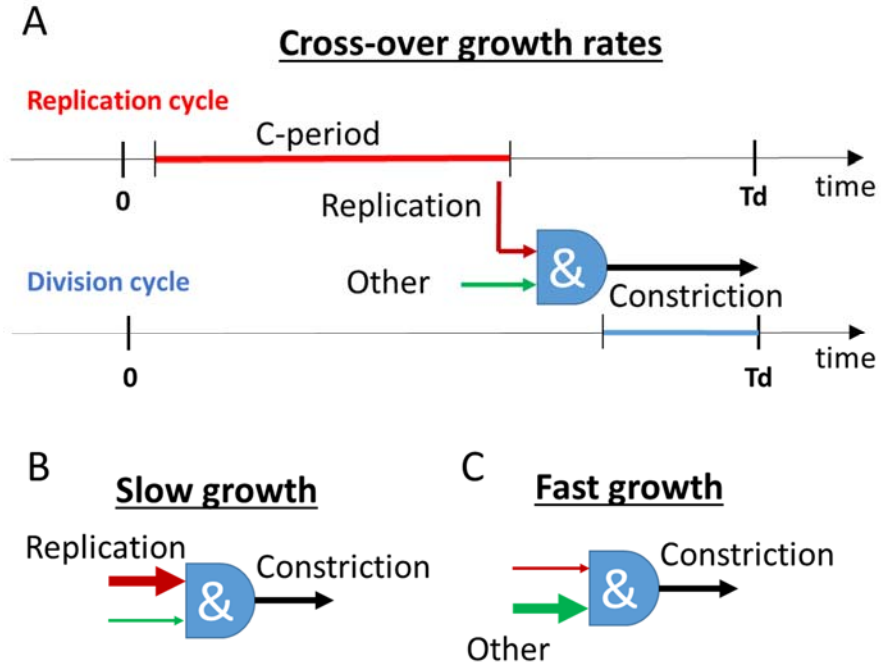 A
Cross-over growth rates
Replication cycle
C-period
0
Td
time
Replication
&
Other
Constriction
Division cycle
0
Td
time
B
Slow growth
Replication
&
Constriction
C
Fast growth
&
Constriction
Other